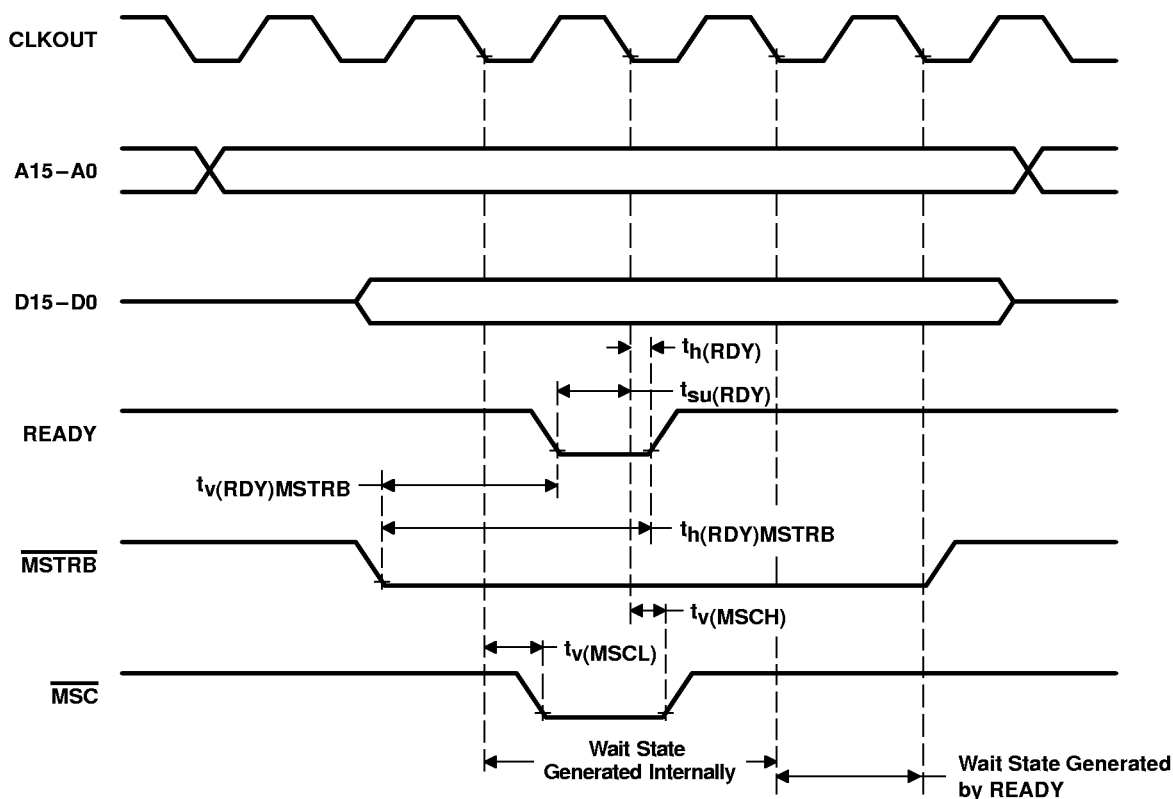 CLKOUT
A15–A0
D15–D0
th(RDY)
tsu(RDY)
READY
tv(RDY)MSTRB
th(RDY)MSTRB
MSTRB
tv(MSCH)
tv(MSCL)
MSC
Wait State
Generated Internally
Wait State Generated
by READY